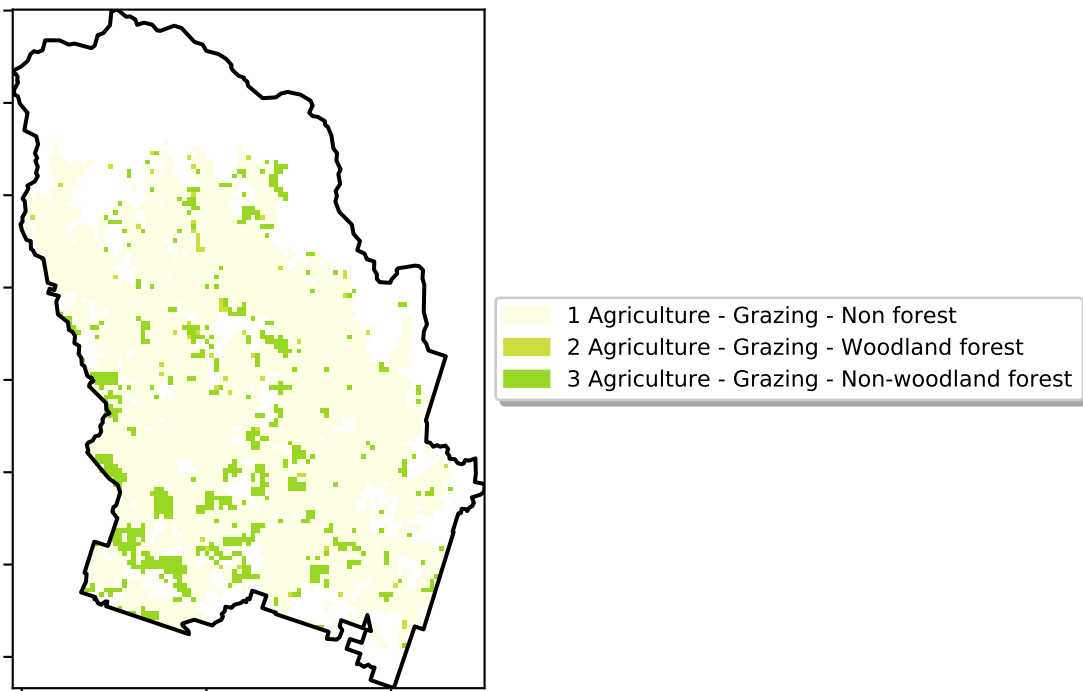 1 Agriculture - Grazing - Non forest
2 Agriculture - Grazing - Woodland forest
3 Agriculture - Grazing - Non-woodland forest